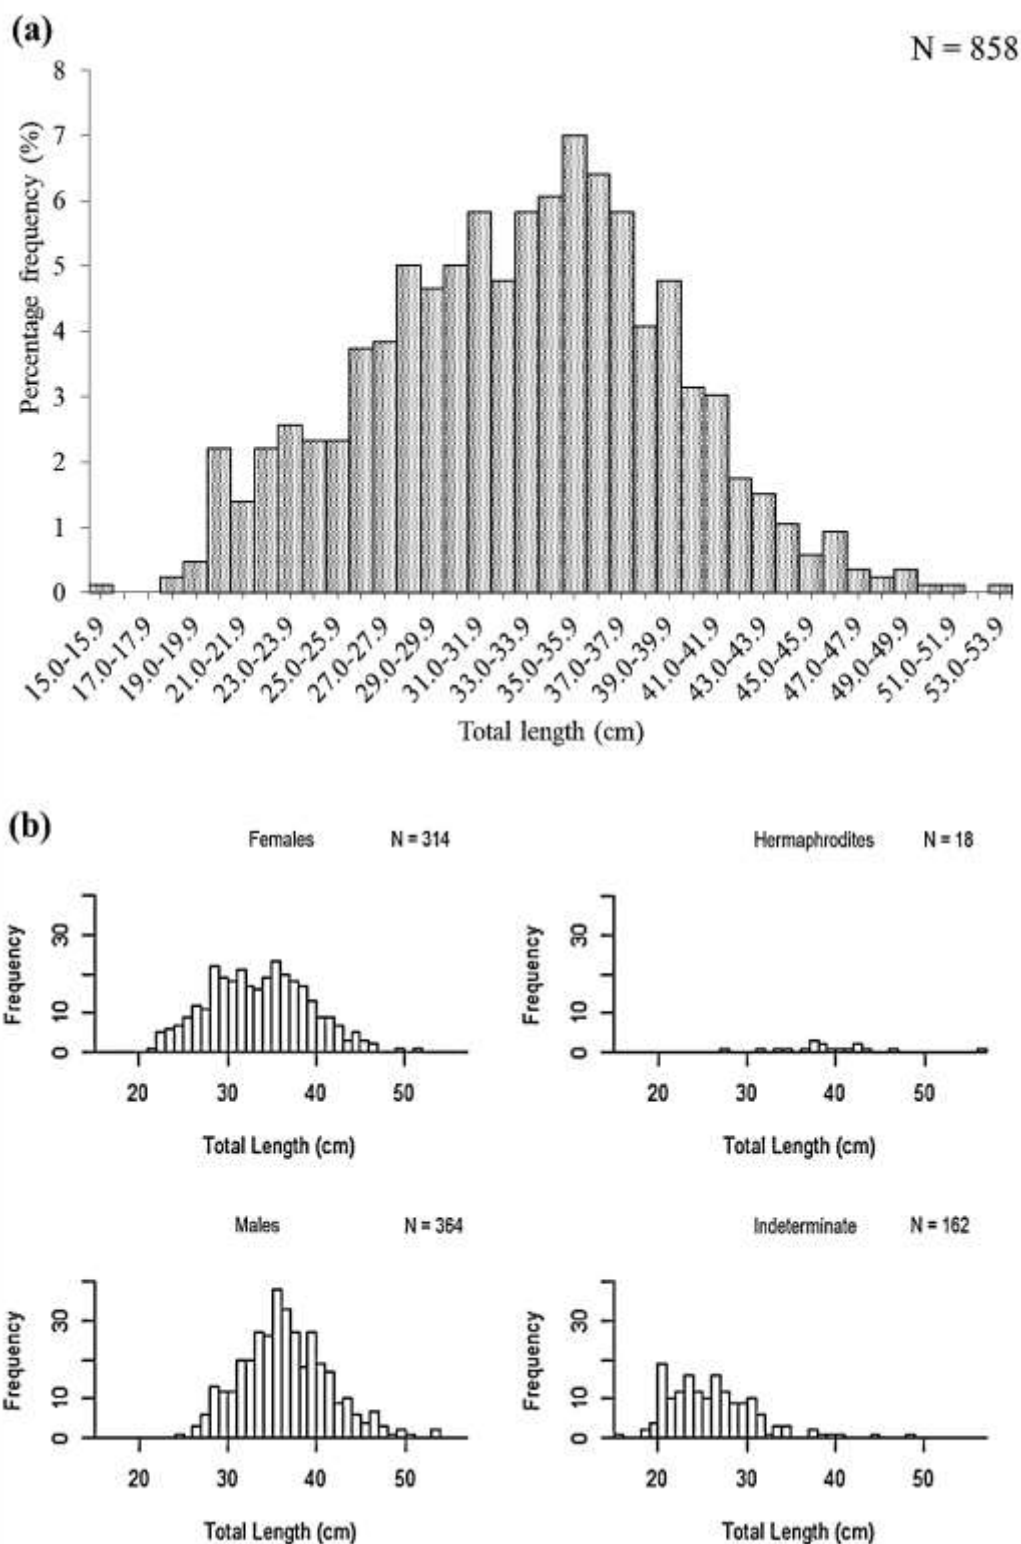 (a)
N = 858
Percentage frequency (%)
8
7
6
5
4
3
2
1
0
15.0-15.9
17.0-17.9
19.0-19.9
21.0-21.9
23.0-23.9
25.0-25.9
27.0-27.9
29.0-29.9
31.0-31.9
33.0-33.9
35.0-35.9
37.0-37.9
39.0-39.9
41.0-41.9
43.0-43.9
45.0-45.9
47.0-47.9
49.0-49.9
51.0-51.9
53.0-53.9
Total length (cm)
(b)
Females N = 314
Frequency
30
10
0
20 30 40 50
Total Length (cm)
Hermaphrodites N = 18
Frequency
30
10
0
20 30 40 50
Total Length (cm)
Males N = 364
Frequency
30
10
0
20 30 40 50
Total Length (cm)
Indeterminate N = 162
Frequency
30
10
0
20 30 40 50
Total Length (cm)